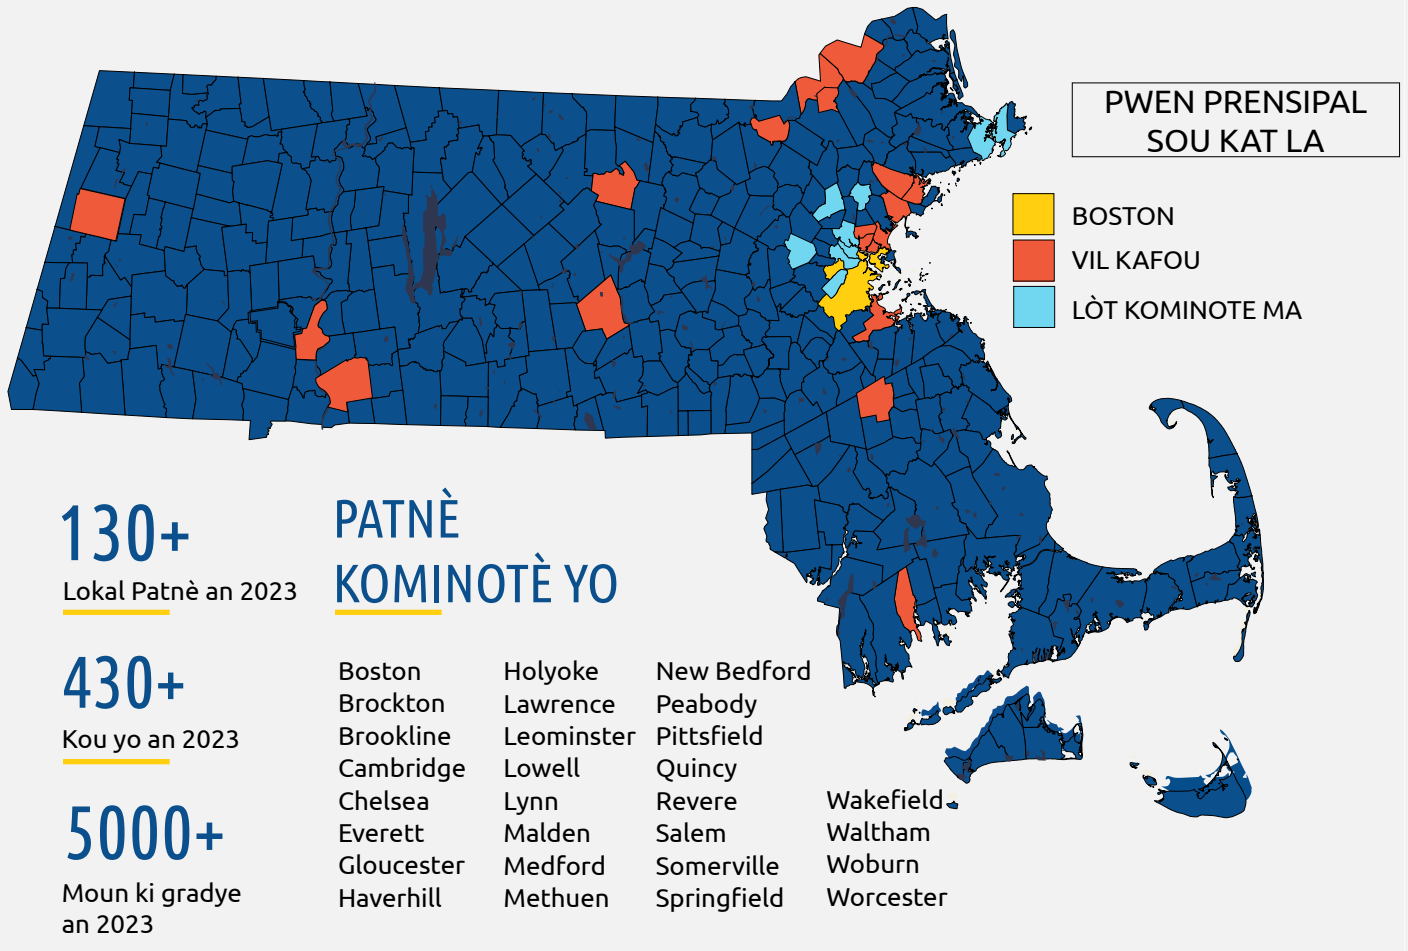 PWEN PRENSIPAL
SOU KAT LA
BOSTON
VIL KAFOU
LÒT KOMINOTE MA
130+
Lokal Patnè an 2023
430+
Kou yo an 2023
5000+
Moun ki gradye
an 2023
PATNÈ
KOMINOTÈ YO
Boston
Brockton
Brookline
Cambridge
Chelsea
Everett
Gloucester
Haverhill
Holyoke
Lawrence
Leominster
Lowell
Lynn
Malden
Medford
Methuen
New Bedford
Peabody
Pittsfield
Quincy
Revere
Salem
Somerville
Springfield
Wakefield
Waltham
Woburn
Worcester